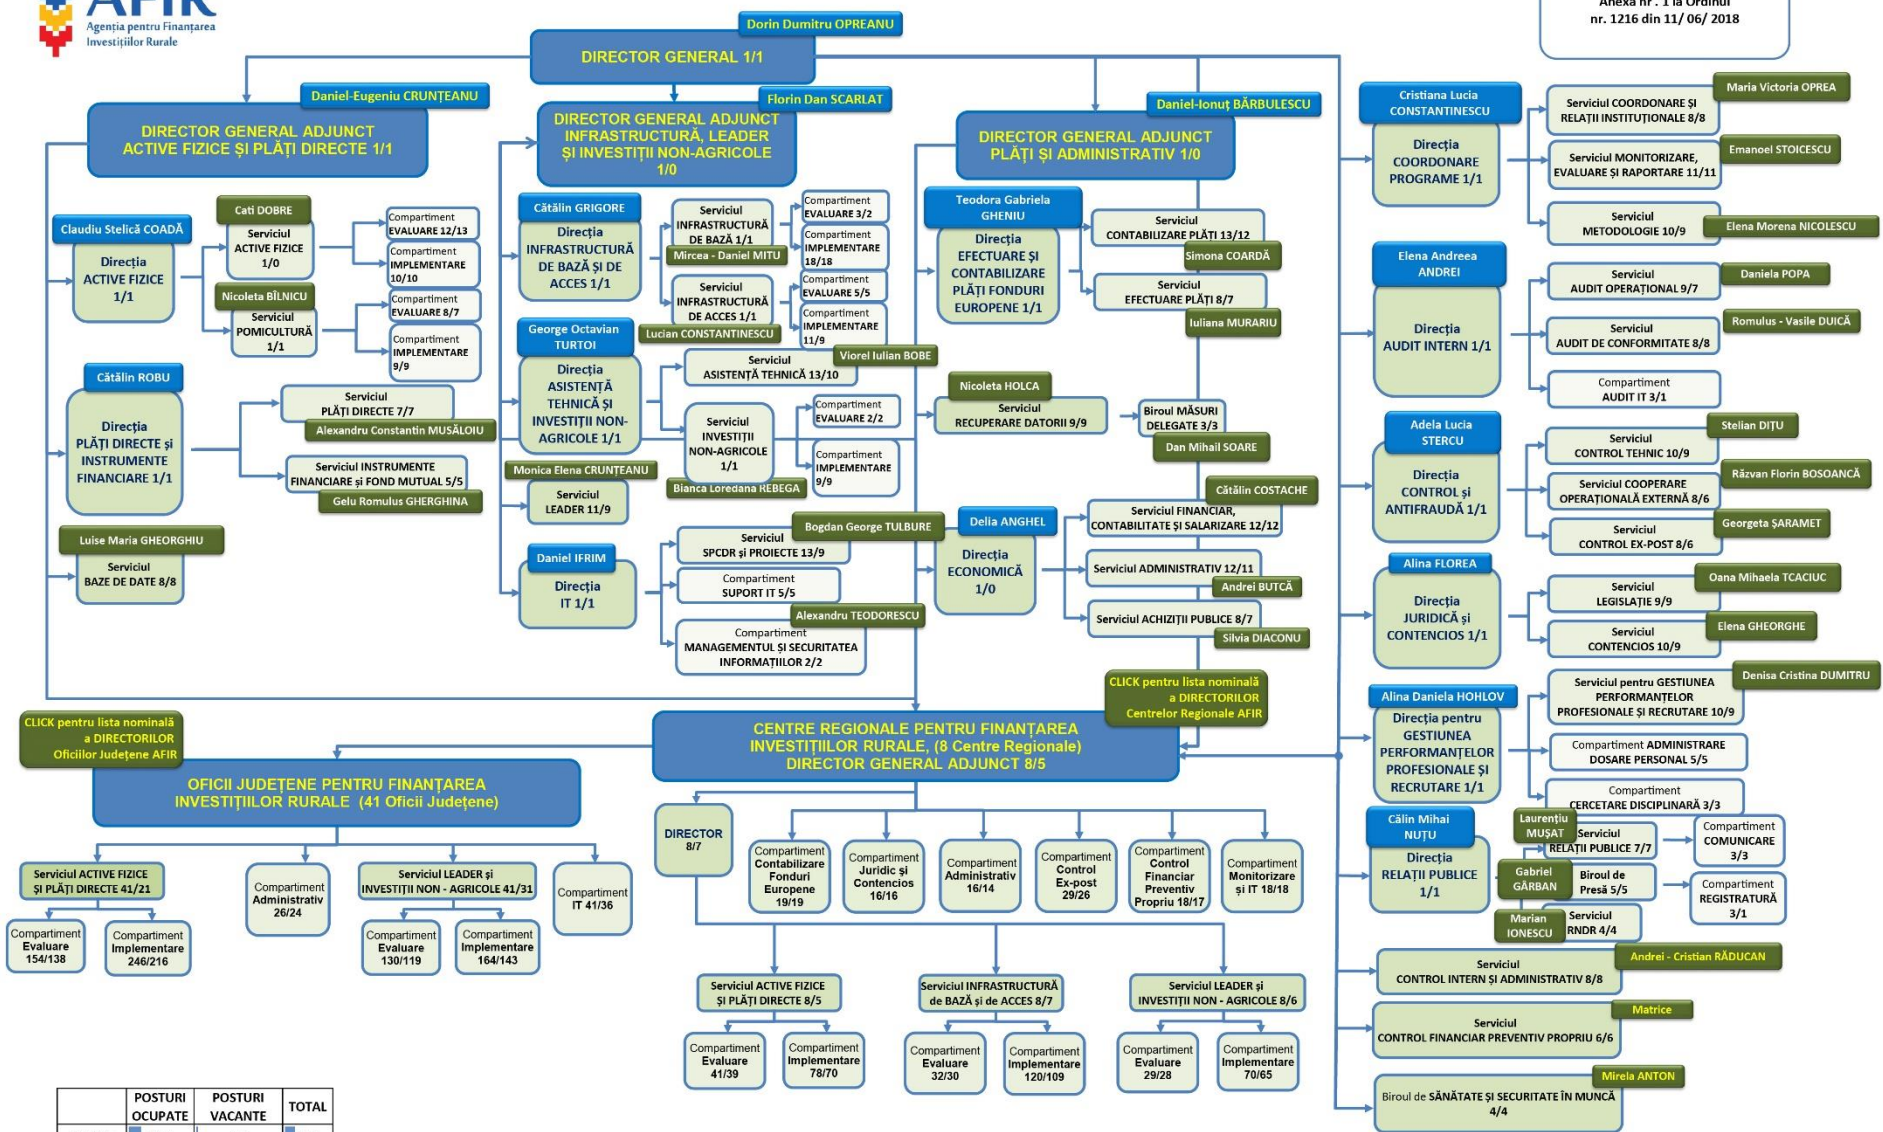 AFIR
Agenția pentru Finanțarea
Investițiilor Rurale
Anexa nr . 1 la Ordinul
nr. 1216 din 11/ 06/ 2018
Dorin Dumitru OPREANU
DIRECTOR GENERAL 1/1
Daniel-Eugeniu CRUNȚEANU
DIRECTOR GENERAL ADJUNCT
ACTIVE FIZICE ȘI PLĂȚI DIRECTE 1/1
Florin Dan SCARLAT
DIRECTOR GENERAL ADJUNCT
INFRASTRUCTURĂ, LEADER
ȘI INVESTIȚII NON-AGRICOLE
1/0
Daniel-Ionuț BĂRBULESCU
DIRECTOR GENERAL ADJUNCT
PLĂȚI ȘI ADMINISTRATIV 1/0
Claudiu Stelică COADĂ
Direcția
ACTIVE FIZICE
1/1
Cati DOBRE
Serviciul
ACTIVE FIZICE
1/0
Compartiment
EVALUARE 12/13
Compartiment
IMPLEMENTARE
10/10
Nicoleta BÎLNICU
Serviciul
POMICULTURĂ
1/1
Compartiment
EVALUARE 8/7
Compartiment
IMPLEMENTARE
9/9
Cătălin ROBU
Direcția
PLĂȚI DIRECTE și
INSTRUMENTE
FINANCIARE 1/1
Serviciul
PLĂȚI DIRECTE 7/7
Alexandru Constantin MUSĂLOIU
Serviciul INSTRUMENTE
FINANCIARE și FOND MUTUAL 5/5
Gelu Romulus GHERGHINA
Luise Maria GHEORGHIU
Serviciul
BAZE DE DATE 8/8
Cătălin GRIGORE
Direcția
INFRASTRUCTURĂ
DE BAZĂ ȘI DE
ACCES 1/1
Serviciul
INFRASTRUCTURĂ
DE BAZĂ 1/1
Mircea - Daniel MITU
Compartiment
EVALUARE 3/2
Compartiment
IMPLEMENTARE
18/18
Serviciul
INFRASTRUCTURĂ
DE ACCES 1/1
Lucian CONSTANTINESCU
Compartiment
EVALUARE 5/5
Compartiment
IMPLEMENTARE
11/9
George Octavian
TURTOI
Direcția
ASISTENȚĂ
TEHNICĂ ȘI
INVESTIȚII NON-
AGRICOLE 1/1
Viorel Iulian BOBE
Serviciul
ASISTENȚĂ TEHNICĂ 13/10
Serviciul
INVESTIȚII
NON-AGRICOLE
1/1
Bianca Loredana REBEGA
Compartiment
EVALUARE 2/2
Compartiment
IMPLEMENTARE
9/9
Monica Elena CRUNȚEANU
Serviciul
LEADER 11/9
Daniel IFRIM
Direcția
IT 1/1
Bogdan George TULBURE
Serviciul
SPCDR și PROIECTE 13/9
Compartiment
SUPORT IT 5/5
Alexandru TEODORESCU
Compartiment
MANAGEMENTUL ȘI SECURITATEA
INFORMAȚIILOR 2/2
Teodora Gabriela
GHENIU
Direcția
EFECTUARE ȘI
CONTABILIZARE
PLĂȚI FONDURI
EUROPENE 1/1
Serviciul
CONTABILIZARE PLĂȚI 13/12
Simona COARDĂ
Serviciul
EFECTUARE PLĂȚI 8/7
Iuliana MURARIU
Nicoleta HOLCA
Serviciul
RECUPERARE DATORII 9/9
Biroul MĂSURI
DELEGATE 3/3
Dan Mihail SOARE
Delia ANGHEL
Direcția
ECONOMICĂ
1/0
Cătălin COSTACHE
Serviciul FINANCIAR,
CONTABILITATE ȘI SALARIZARE 12/12
Serviciul ADMINISTRATIV 12/11
Andrei BUTCĂ
Serviciul ACHIZIȚII PUBLICE 8/7
Silvia DIACONU
Cristiana Lucia
CONSTANTINESCU
Direcția
COORDONARE
PROGRAME 1/1
Maria Victoria OPREA
Serviciul COORDONARE ȘI
RELAȚII INSTITUȚIONALE 8/8
Emanoel STOICESCU
Serviciul MONITORIZARE,
EVALUARE ȘI RAPORTARE 11/11
Serviciul
METODOLOGIE 10/9
Elena Morena NICOLESCU
Elena Andreea
ANDREI
Direcția
AUDIT INTERN 1/1
Serviciul
AUDIT OPERAȚIONAL 9/7
Daniela POPA
Serviciul
AUDIT DE CONFORMITATE 8/8
Romulus - Vasile DUICĂ
Compartiment
AUDIT IT 3/1
Adela Lucia
STERCU
Direcția
CONTROL și
ANTIFRAUDĂ 1/1
Stelian DIȚU
Serviciul
CONTROL TEHNIC 10/9
Serviciul COOPERARE
OPERAȚIONALĂ EXTERNĂ 8/6
Răzvan Florin BOSOANCĂ
Serviciul
CONTROL EX-POST 8/6
Georgeta ȘARAMET
Alina FLOREA
Direcția
JURIDICĂ și
CONTENCIOS 1/1
Serviciul
LEGISLAȚIE 9/9
Oana Mihaela TCACIUC
Serviciul
CONTENCIOS 10/9
Elena GHEORGHE
Alina Daniela HOHLOV
Direcția pentru
GESTIUNEA
PERFORMANȚELOR
PROFESIONALE ȘI
RECRUTARE 1/1
Denisa Cristina DUMITRU
Serviciul pentru GESTIUNEA
PERFORMANȚELOR
PROFESIONALE ȘI RECRUTARE 10/9
Compartiment ADMINISTRARE
DOSARE PERSONAL 5/5
Compartiment
CERCETARE DISCIPLINARĂ 3/3
Călin Mihai
NUȚU
Direcția
RELAȚII PUBLICE
1/1
Laurențiu
MUȘAT
Serviciul
RELAȚII PUBLICE 7/7
Compartiment
COMUNICARE
3/3
Gabriel
GÂRBAN
Biroul de
Presă 5/5
Compartiment
REGISTRATURĂ
3/1
Marian
IONESCU
Serviciul
RNDR 4/4
Andrei - Cristian RĂDUCAN
Serviciul
CONTROL INTERN ȘI ADMINISTRATIV 8/8
Matrice
Serviciul
CONTROL FINANCIAR PREVENTIV PROPRIU 6/6
Mirela ANTON
Biroul de SĂNĂTATE ȘI SECURITATE ÎN MUNCĂ
4/4
CLICK pentru lista nominală
a DIRECTORILOR
Centrelor Regionale AFIR
CENTRE REGIONALE PENTRU FINANȚAREA
INVESTIȚIILOR RURALE, (8 Centre Regionale)
DIRECTOR GENERAL ADJUNCT 8/5
CLICK pentru lista nominală
a DIRECTORILOR
Oficiilor Județene AFIR
OFICII JUDEȚENE PENTRU FINANȚAREA
INVESTIȚIILOR RURALE (41 Oficii Județene)
Serviciul ACTIVE FIZICE
ȘI PLĂȚI DIRECTE 41/21
Compartiment
Evaluare
154/138
Compartiment
Implementare
246/216
Compartiment
Administrativ
26/24
Serviciul LEADER și
INVESTIȚII NON - AGRICOLE 41/31
Compartiment
Evaluare
130/119
Compartiment
Implementare
164/143
Compartiment
IT 41/36
DIRECTOR
8/7
Compartiment
Contabilizare
Fonduri
Europene
19/19
Compartiment
Juridic și
Contencios
16/16
Compartiment
Administrativ
16/14
Compartiment
Control
Ex-post
29/26
Compartiment
Control
Financiar
Preventiv
Propriu 18/17
Compartiment
Monitorizare
și IT 18/18
Serviciul ACTIVE FIZICE
ȘI PLĂȚI DIRECTE 8/5
Compartiment
Evaluare
41/39
Compartiment
Implementare
78/70
Serviciul INFRASTRUCTURĂ
de BAZĂ și de ACCES 8/7
Compartiment
Evaluare
32/30
Compartiment
Implementare
120/109
Serviciul LEADER și
INVESTIȚII NON - AGRICOLE 8/6
Compartiment
Evaluare
29/28
Compartiment
Implementare
70/65
POSTURI
OCUPATE
POSTURI
VACANTE
TOTAL